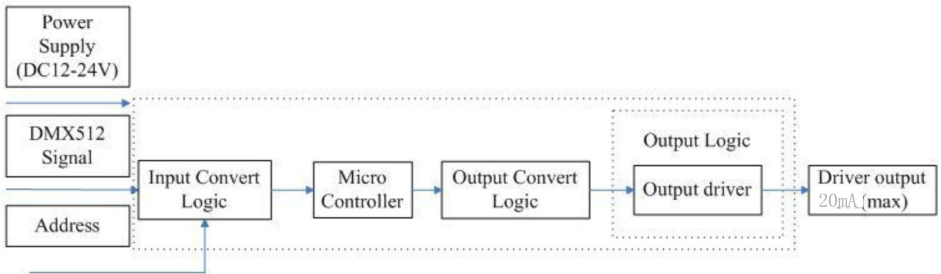 Power
Supply
(DC12-24V)
DMX512
Signal
Address
Input Convert
Logic
Micro
Controller
Output Convert
Logic
Output Logic
Output driver
Driver output
20mA(max)